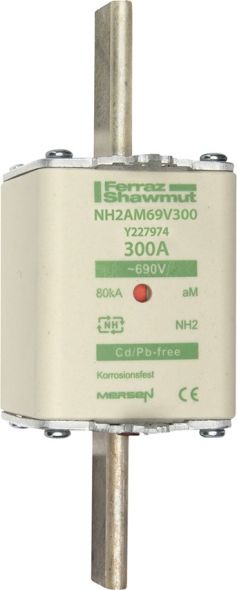 Ferraz
Shawmut
NH2AM69V300
Y227974
300A
~690V
80kA aM
NH NH2
Cd/Pb-free
Korrosionsfest
MERSEN CE